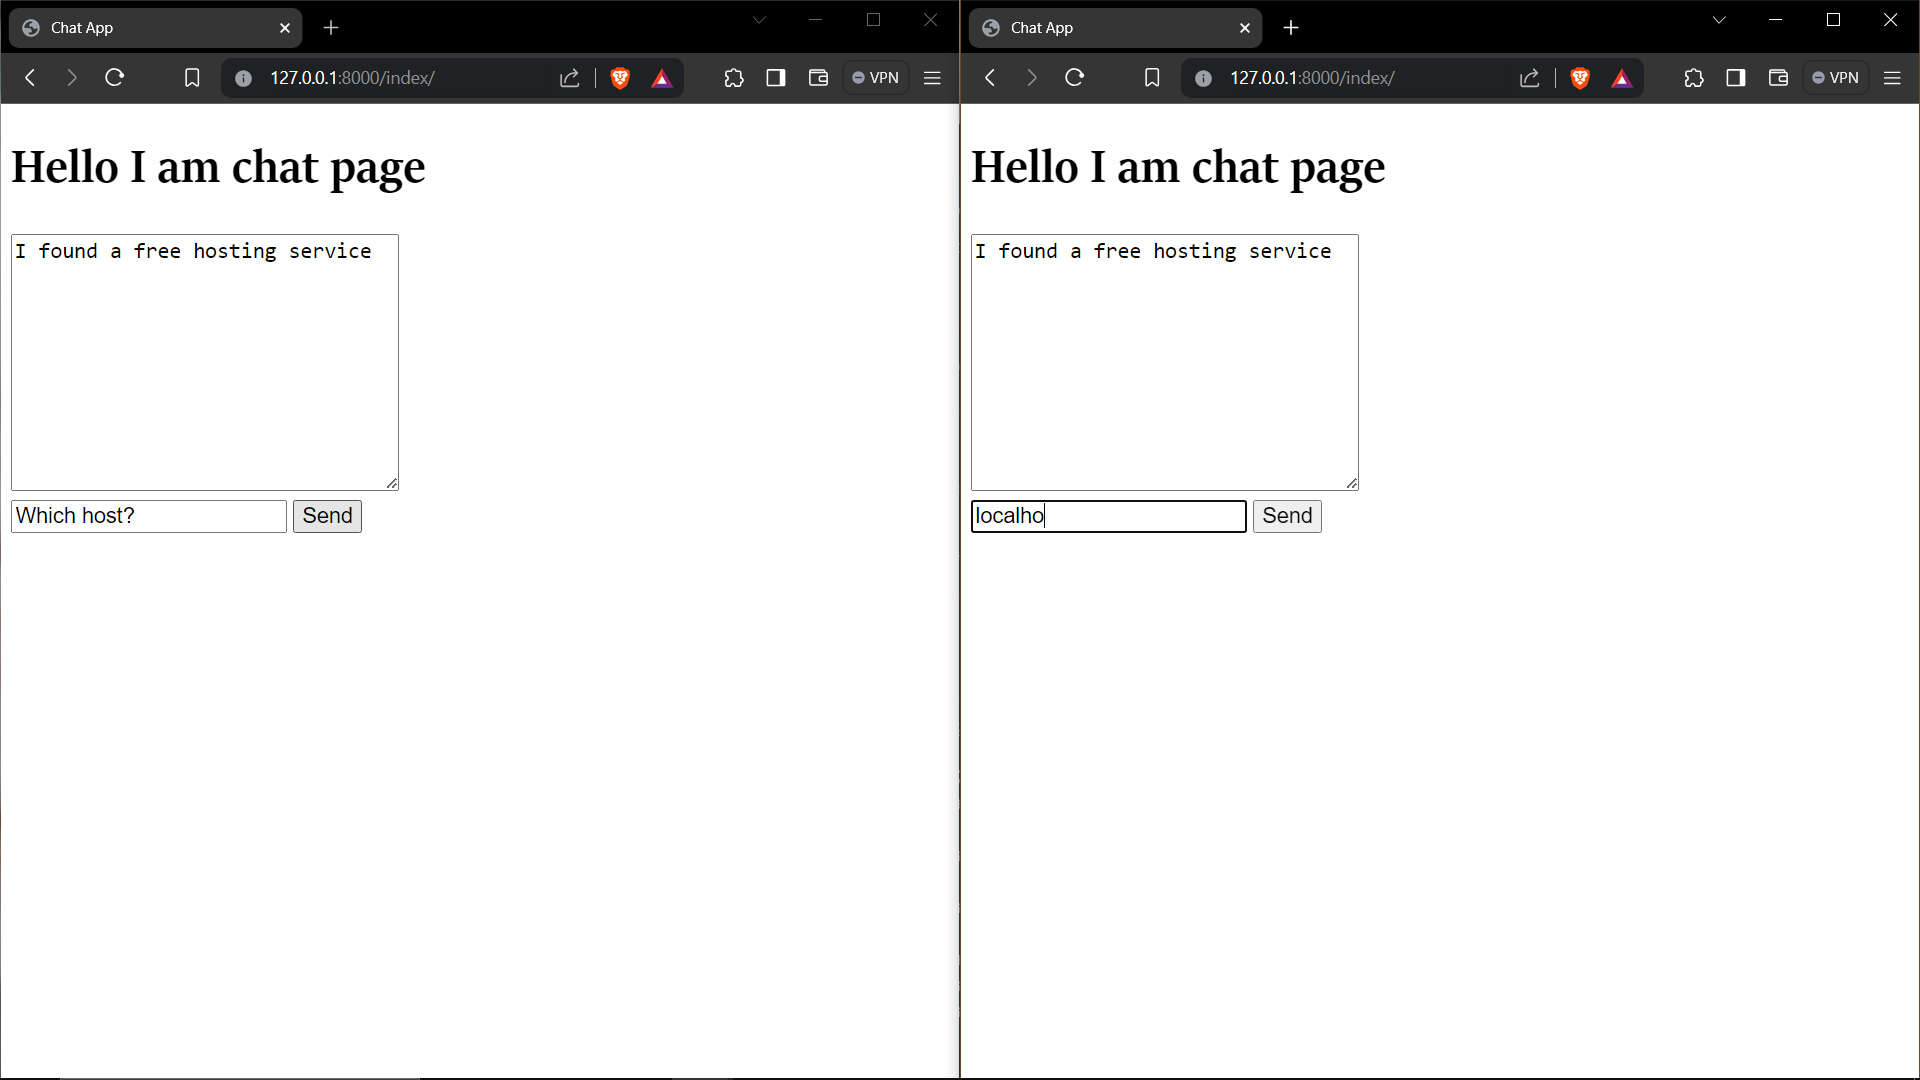 Chat App
127.0.0.1:8000/index/
VPN
Hello I am chat page
I found a free hosting service
Which host?
Send
Chat App
127.0.0.1:8000/index/
VPN
Hello I am chat page
I found a free hosting service
localho
Send